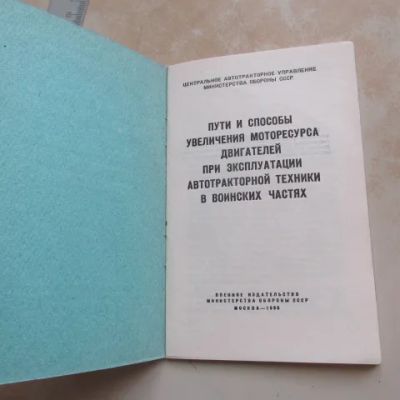 ЦЕНТРАЛЬНОЕ АВТОТРАКТОРНОЕ УПРАВЛЕНИЕ
МИНИСТЕРСТВА ОБОРОНЫ СССР
ПУТИ И СПОСОБЫ
УВЕЛИЧЕНИЯ МОТОРЕСУРСА
ДВИГАТЕЛЕЙ
ПРИ ЭКСПЛУАТАЦИИ
АВТОТРАКТОРНОЙ ТЕХНИКИ
В ВОИНСКИХ ЧАСТЯХ
ВОЕННОЕ ИЗДАТЕЛЬСТВО
МИНИСТЕРСТВА ОБОРОНЫ СССР
МОСКВА —